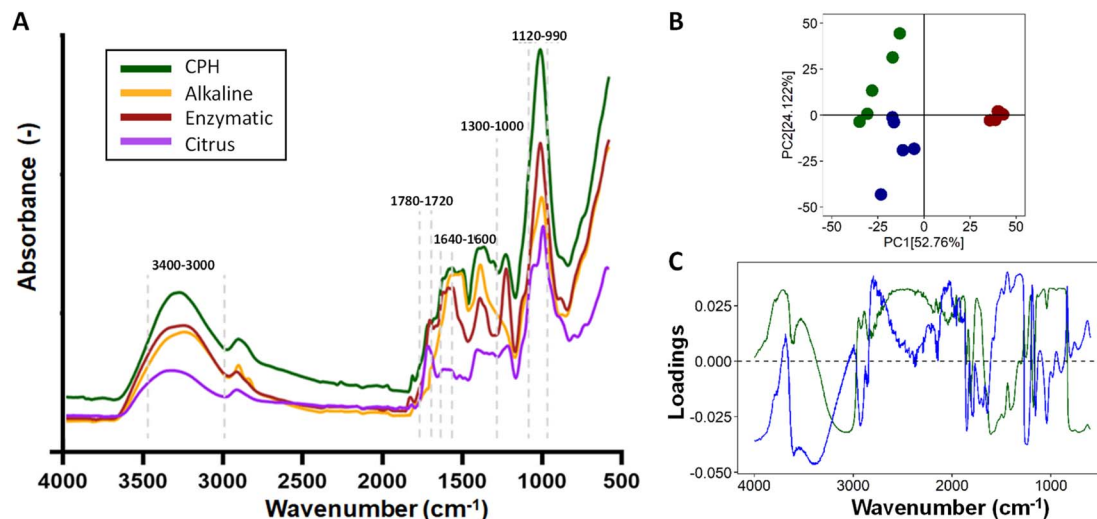 A
CPH
Alkaline
Enzymatic
Citrus
3400-3000
1780-1720
1640-1600
1300-1000
1120-990
Absorbance (-)
4000 3500 3000 2500 2000 1500 1000 500
Wavenumber (cm-1)
B
50
25
0
-25
-50
PC2[24.122%]
-50 -25 0 25 50
PC1[52.76%]
C
0.025
0.000
-0.025
-0.050
Loadings
4000 3000 2000 1000
Wavenumber (cm-1)